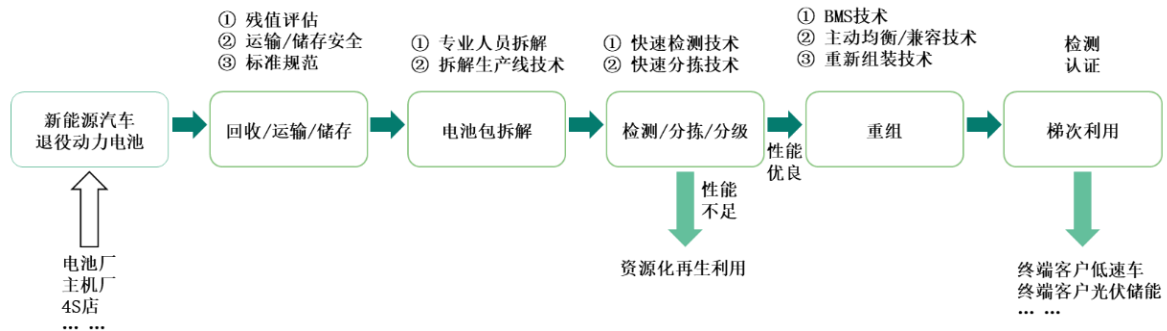 ① 残值评估
② 运输/储存安全
③ 标准规范
① 专业人员拆解
② 拆解生产线技术
① 快速检测技术
② 快速分拣技术
① BMS技术
② 主动均衡/兼容技术
③ 重新组装技术
检测
认证
新能源汽车
退役动力电池
回收/运输/储存
电池包拆解
检测/分拣/分级
性能
优良
重组
梯次利用
性能
不足
电池厂
主机厂
4S店
… …
资源化再生利用
终端客户低速车
终端客户光伏储能
… …